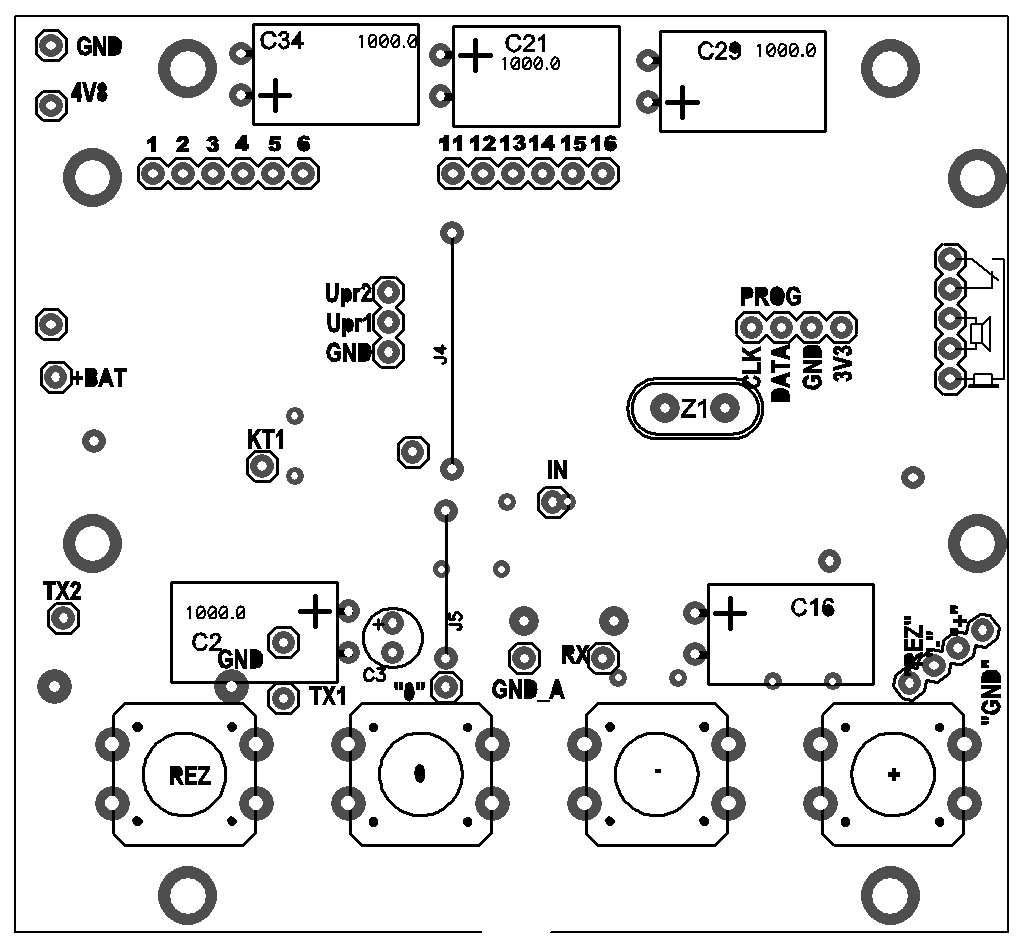 GND
C34
1000.0
C21
1000.0
C29
1000.0
4V8
1 2 3 4 5 6
11 12 13 14 15 16
Upr2
Upr1
GND
J4
PROG
CLK
DATA
GND
3V3
+BAT
Z1
KT1
IN
TX2
1000.0
C2
GND
C3
J5
"0"
TX1
GND_A
RX
C16
"REZ"
"-"
"+"
"GND"
REZ
0
-
+